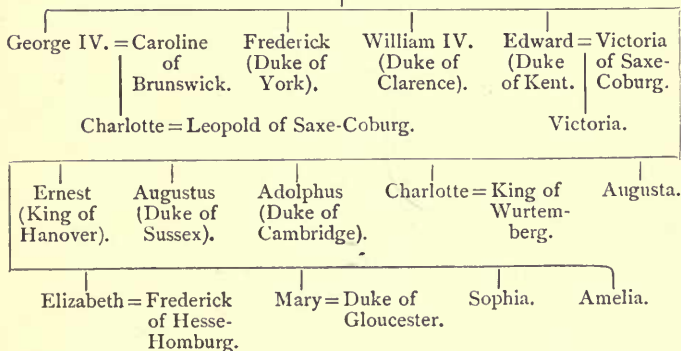 George IV. = Caroline Frederick William IV. Edward = Victoria
of (Duke of (Duke of (Duke of Saxe-
Brunswick. York). Clarence). of Kent. Coburg.
Charlotte = Leopold of Saxe-Coburg. Victoria.
Ernest Augustus Adolphus Charlotte = King of Augusta.
(King of (Duke of (Duke of Wurtem-
Hanover). Sussex). Cambridge). berg.
Elizabeth = Frederick Mary = Duke of Sophia. Amelia.
of Hesse- Gloucester.
Homburg.